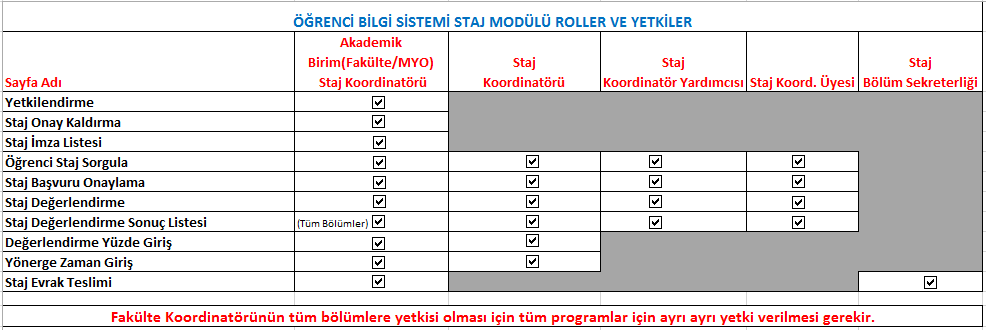 ÖĞRENCİ BİLGİ SİSTEMİ STAJ MODÜLÜ ROLLER VE YETKİLER
Sayfa Adı
Akademik
Birim(Fakülte/MYO)
Staj Koordinatörü
Staj
Koordinatörü
Staj
Koordinatör Yardımcısı
Staj Koord. Üyesi
Staj
Bölüm Sekreterliği
Yetkilendirme
Staj Onay Kaldırma
Staj İmza Listesi
Öğrenci Staj Sorgula
Staj Başvuru Onaylama
Staj Değerlendirme
Staj Değerlendirme Sonuç Listesi (Tüm Bölümler)
Değerlendirme Yüzde Giriş
Yönerge Zaman Giriş
Staj Evrak Teslimi
Fakülte Koordinatörünün tüm bölümlere yetkisi olması için tüm programlar için ayrı ayrı yetki verilmesi gerekir.